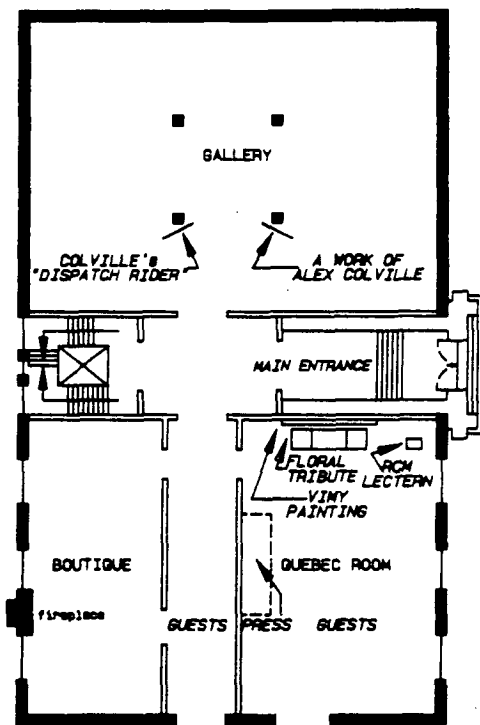 GALLERY
COLVILLE's
"DISPATCH RIDER"
A WORK OF
ALEX COLVILLE
MAIN ENTRANCE
FLORAL
TRIBUTE
RCM
LECTERN
VIMY
PAINTING
BOUTIQUE
QUEBEC ROOM
fireplace
GUESTS PRESS GUESTS